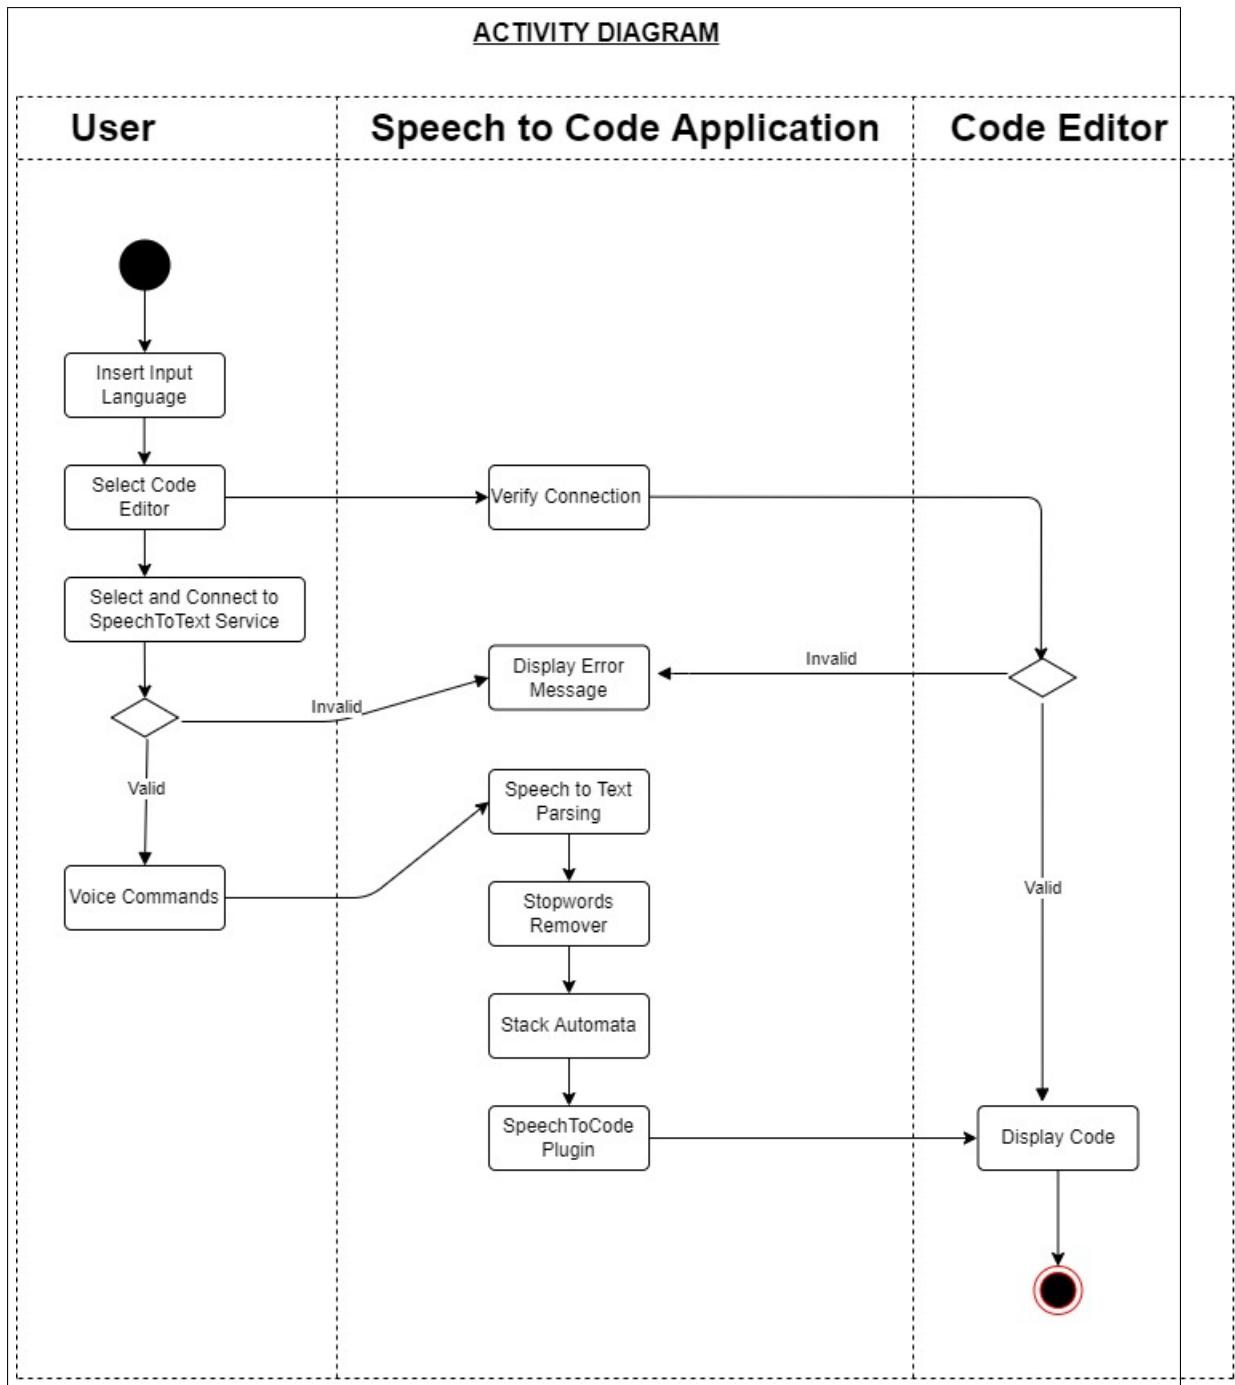 ACTIVITY DIAGRAM
User
Speech to Code Application
Code Editor
Insert Input
Language
Select Code
Editor
Verify Connection
Select and Connect to
SpeechToText Service
Display Error
Message
Invalid
Invalid
Valid
Speech to Text
Parsing
Voice Commands
Stopwords
Remover
Valid
Stack Automata
SpeechToCode
Plugin
Display Code